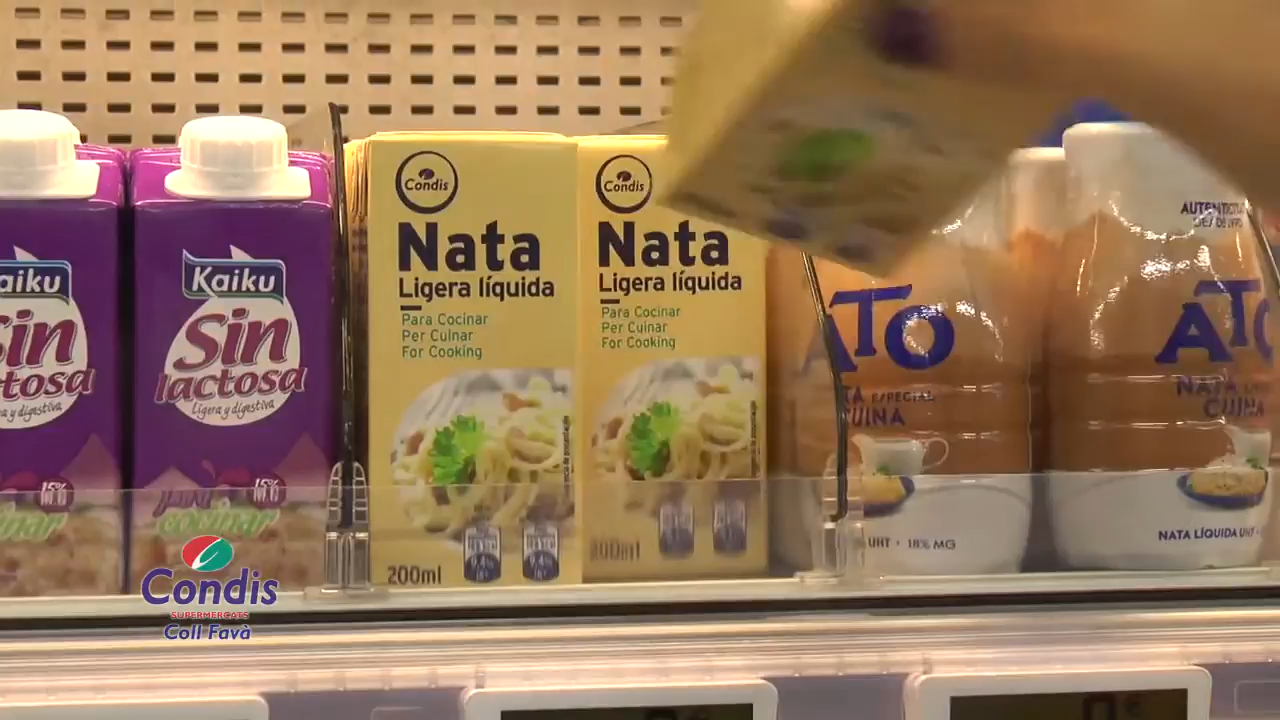 Kaiku
Sin
lactosa
Ligera y digestiva
15%
cocinar
Condis
Nata
Ligera líquida
Para Cocinar
Per Cuinar
For Cooking
200ml
Condis
Nata
Ligera líquida
Para Cocinar
Per Cuinar
For Cooking
200ml
ATO
ESPECIAL
CUINA
UHT · 18% MG
ATO
NATA
CUINA
NATA LÍQUIDA UHT
Condis
SUPERMERCATS
Coll Favà